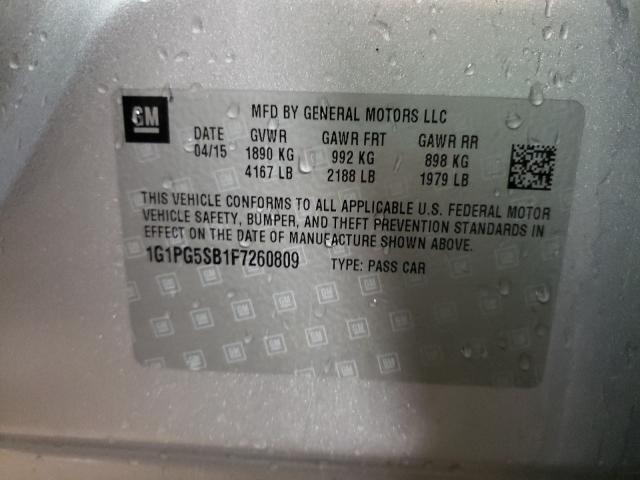 GM
MFD BY GENERAL MOTORS LLC
DATE GVWR GAWR FRT GAWR RR
04/15 1890 KG 992 KG 898 KG
4167 LB 2188 LB 1979 LB
THIS VEHICLE CONFORMS TO ALL APPLICABLE U.S. FEDERAL MOTOR
VEHICLE SAFETY, BUMPER, AND THEFT PREVENTION STANDARDS IN
EFFECT ON THE DATE OF MANUFACTURE SHOWN ABOVE.
1G1PG5SB1F7260809 TYPE: PASS CAR